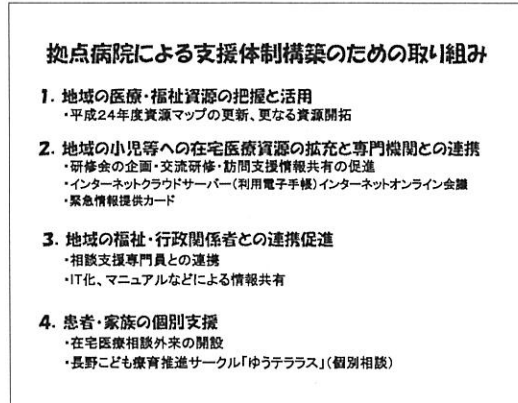 拠点病院による支援体制構築のための取り組み
1. 地域の医療・福祉資源の把握と活用
・平成24年度資源マップの更新、更なる資源開拓
2. 地域の小児等への在宅医療資源の拡充と専門機関との連携
・研修会の企画・交流研修・訪問支援情報共有の促進
・インターネットクラウドサーバー(利用電子手帳)インターネットオンライン会議
・緊急情報提供カード
3. 地域の福祉・行政関係者との連携促進
・相談支援専門員との連携
・IT化、マニュアルなどによる情報共有
4. 患者・家族の個別支援
・在宅医療相談外来の開設
・長野こども療育推進サークル「ゆうテラス」(個別相談)